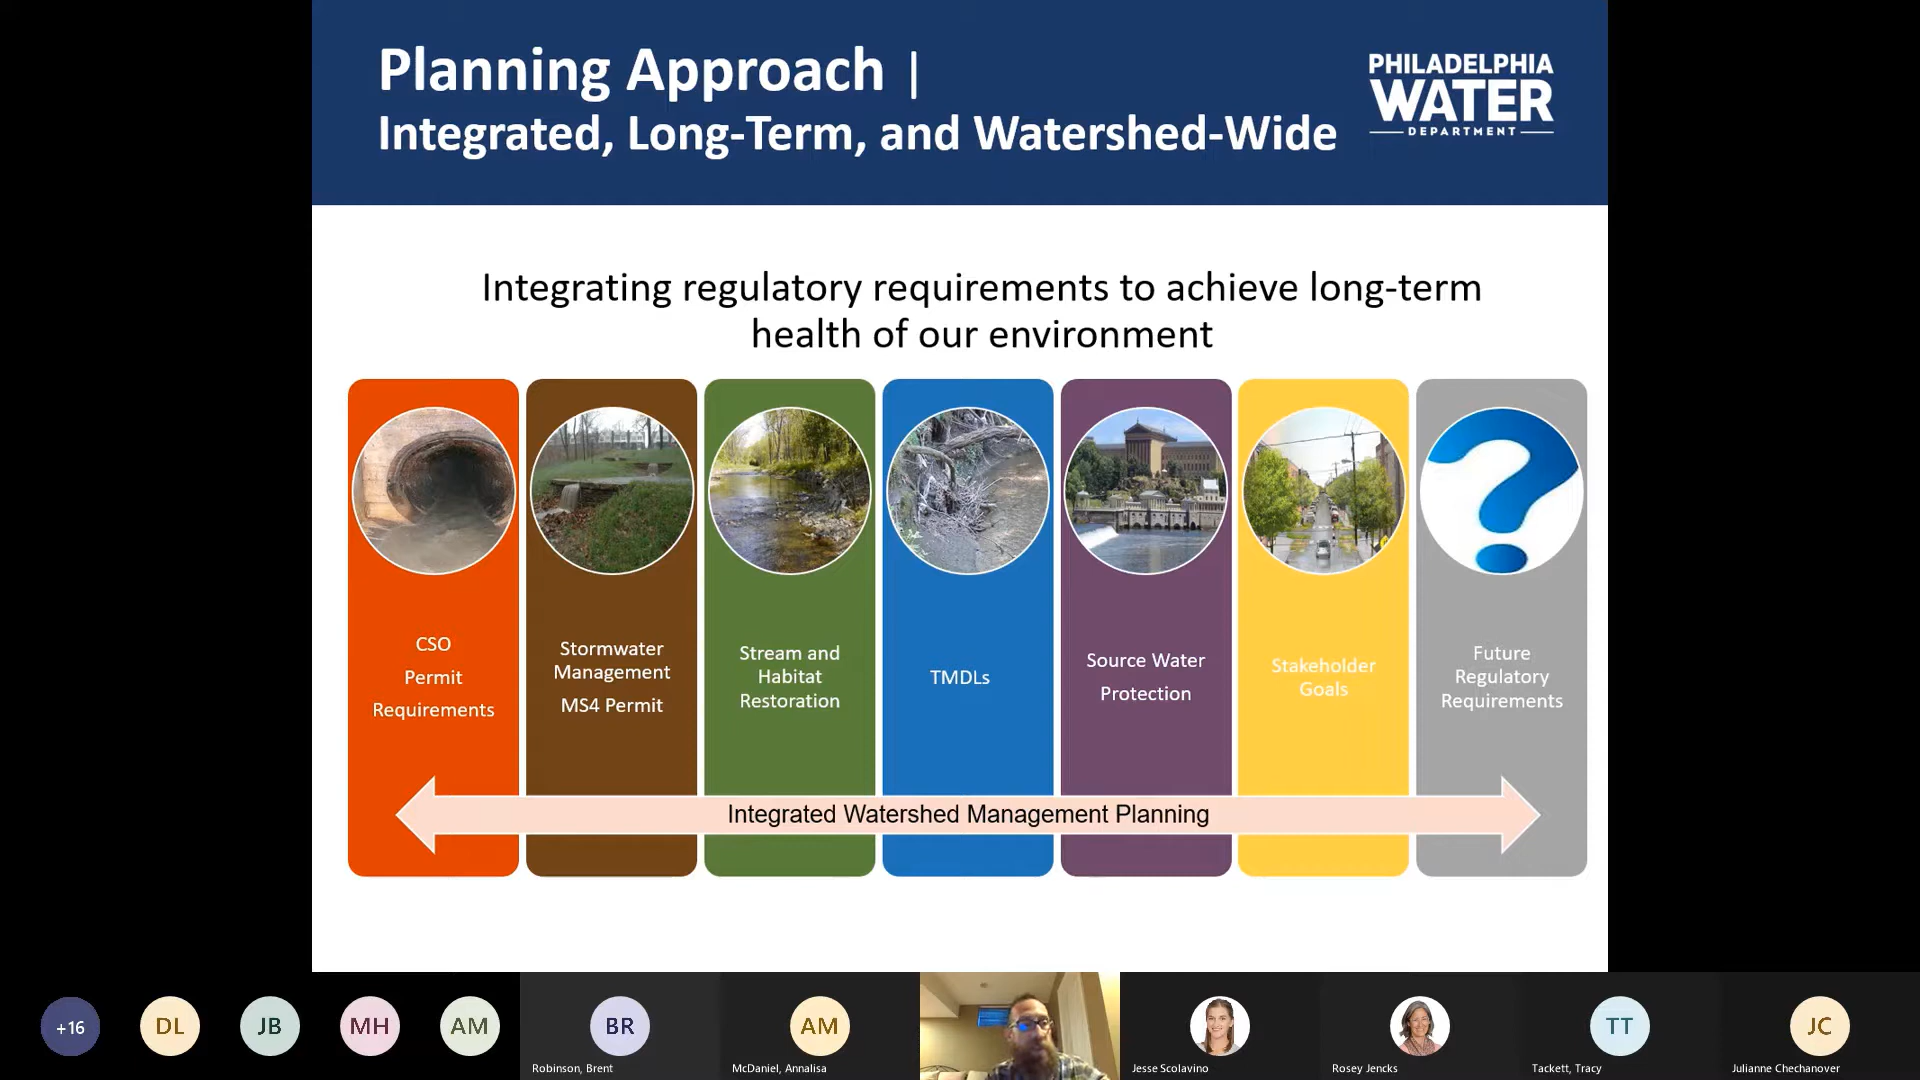 Planning Approach |
Integrated, Long-Term, and Watershed-Wide
PHILADELPHIA
WATER
DEPARTMENT
Integrating regulatory requirements to achieve long-term
health of our environment
CSO
Permit
Requirements
Stormwater
Management
MS4 Permit
Stream and
Habitat
Restoration
TMDLs
Source Water
Protection
Stakeholder
Goals
Future
Regulatory
Requirements
Integrated Watershed Management Planning
+16
DL
JB
MH
AM
BR
Robinson, Brent
AM
McDaniel, Annalisa
Jesse Scolavino
Rosey Jencks
TT
Tackett, Tracy
JC
Julianne Chechanover